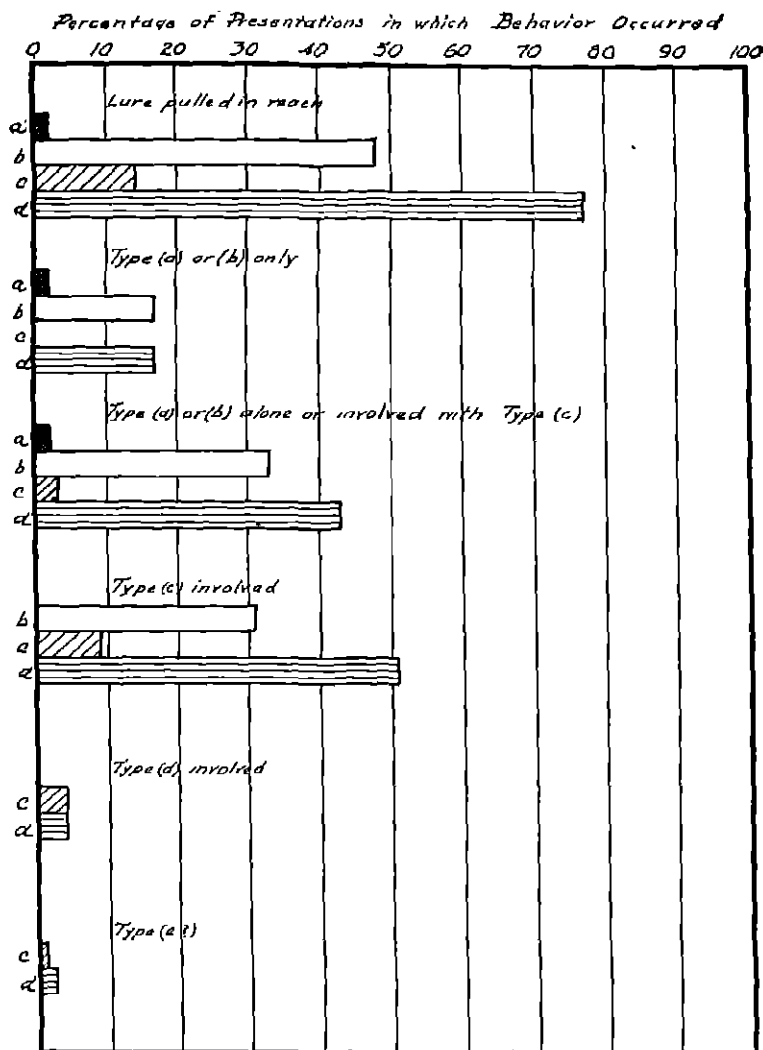 Percentage of Presentations in which Behavior Occurred
0 10 20 30 40 50 60 70 80 90 100
Lure pulled in reach
a
b
c
d
Type (a) or (b) only
a
b
c
d
Type (a) or (b) alone or involved with Type (c)
a
b
c
d
Type (c) involved
b
c
d
Type (d) involved
c
d
Type (e?)
c
d